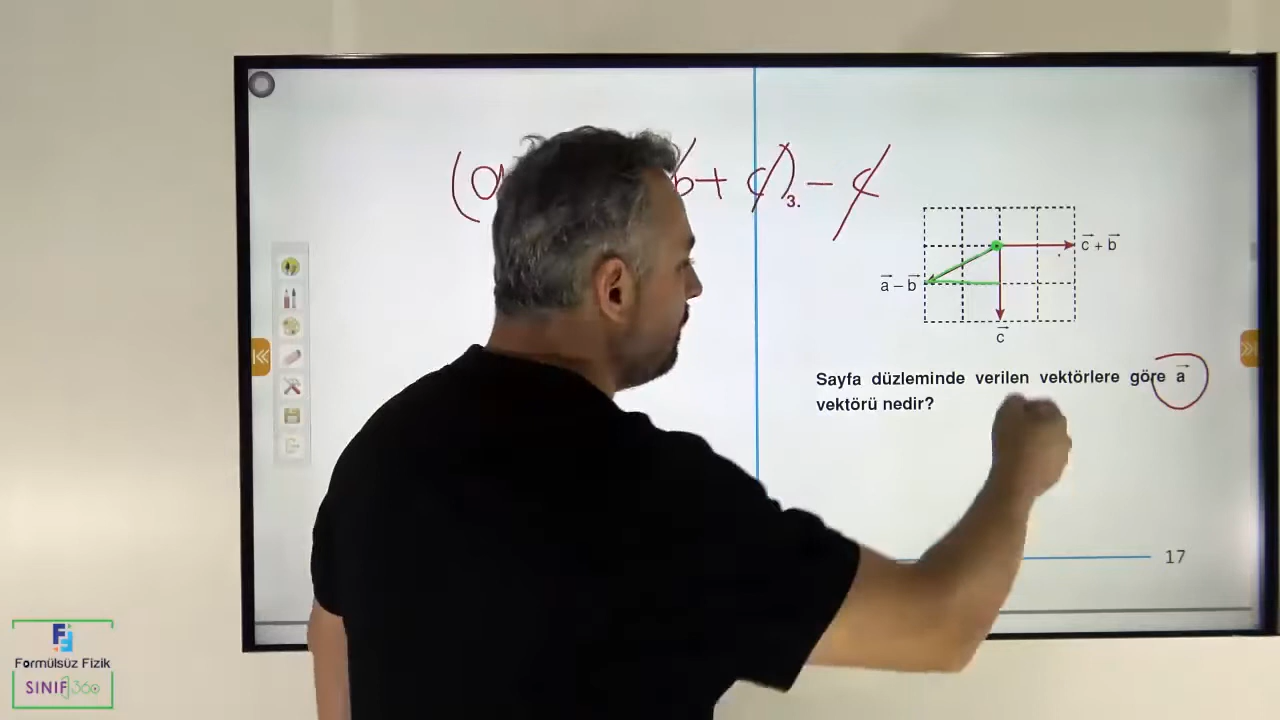 (a b + c) - c
3.
c⃗ + b⃗
a⃗ - b⃗
c⃗
Sayfa düzleminde verilen vektörlere göre a⃗
vektörü nedir?
17
Formülsüz Fizik
SINIF 360